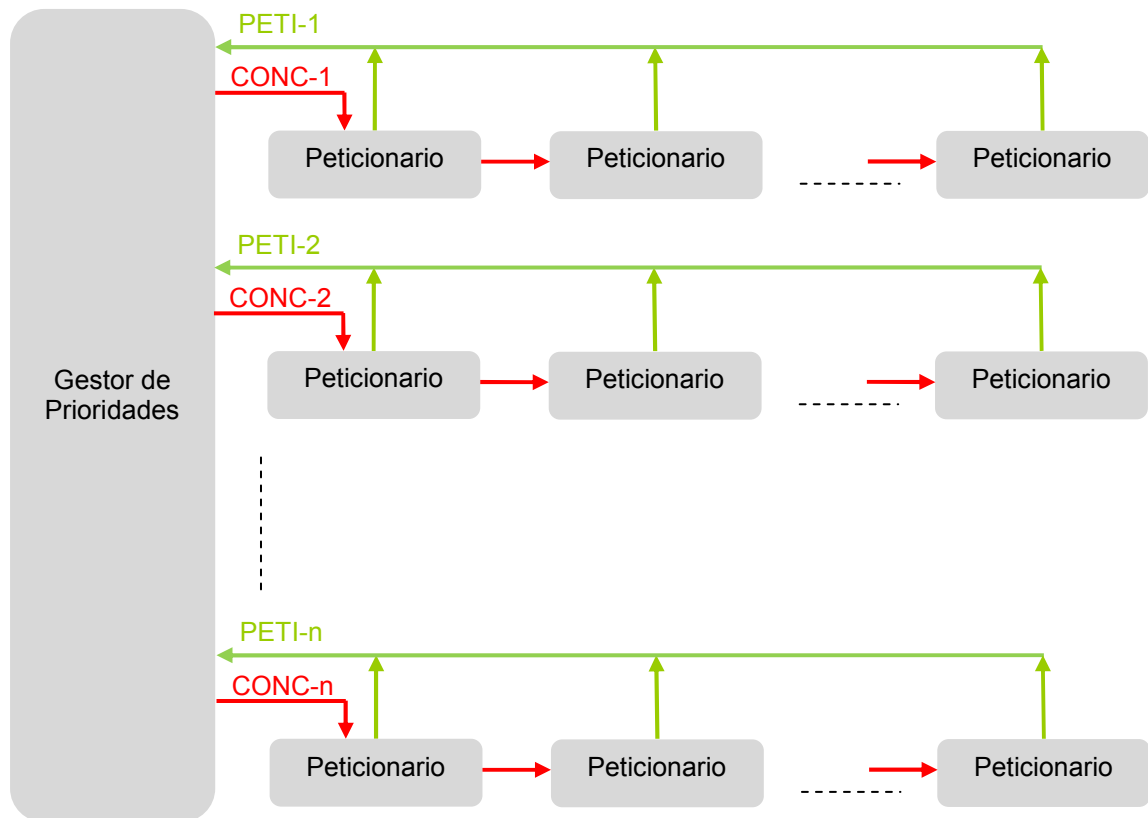 PETI-1
CONC-1
Peticionario Peticionario Peticionario
PETI-2
CONC-2
Peticionario Peticionario Peticionario
Gestor de
Prioridades
PETI-n
CONC-n
Peticionario Peticionario Peticionario